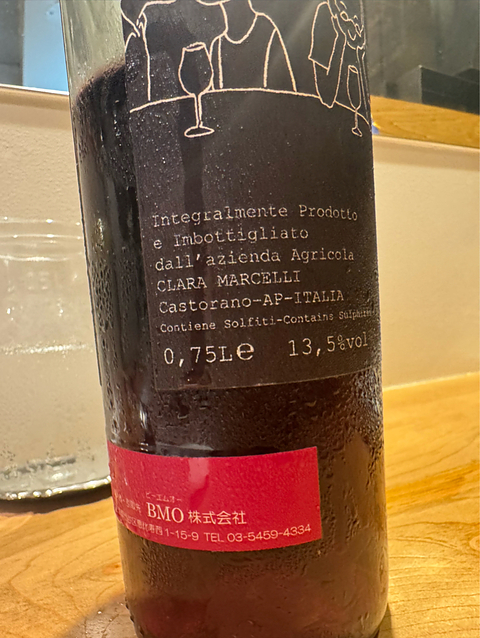 Integralmente Prodotto
e Imbottigliato
dall'azienda Agricola
CLARA MARCELLI
Castorano-AP-ITALIA
Contiene Solfiti-Contains Sulphites
0,75L℮ 13,5%vol
ビーエムオー
BMO 株式会社
1-15-9 TEL 03-5459-4334